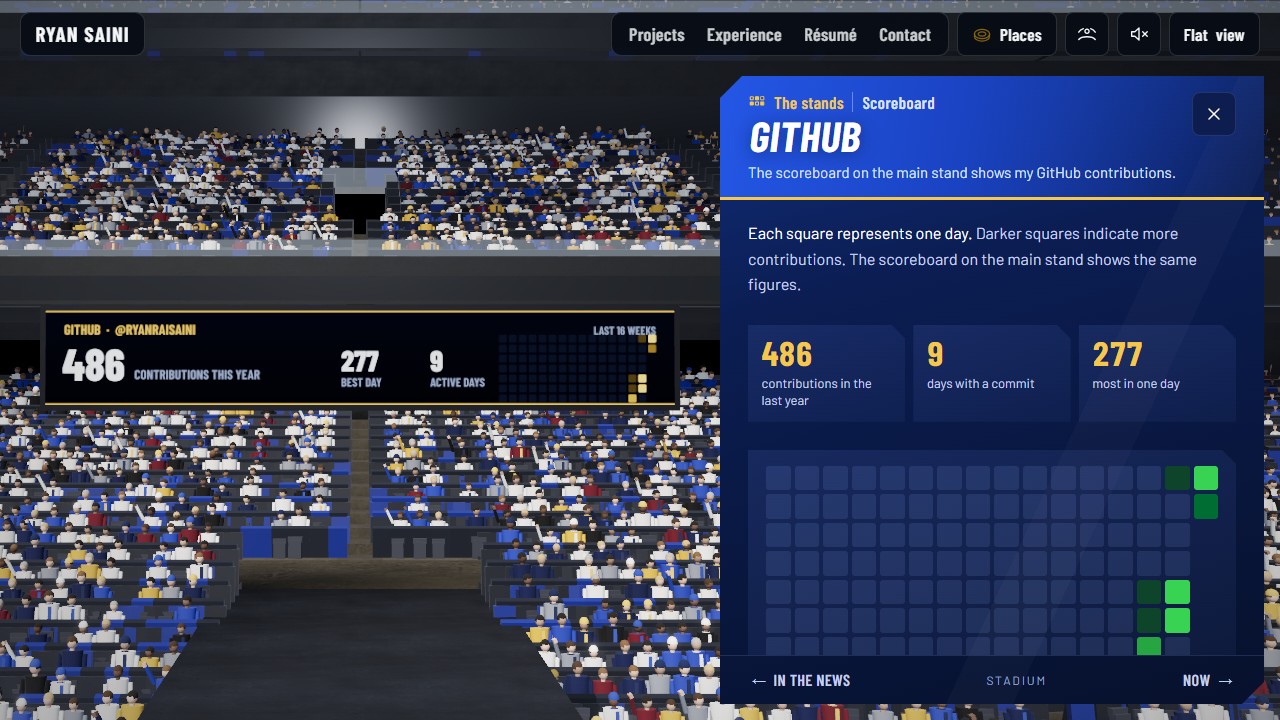 RYAN SAINI
Projects Experience Résumé Contact
Places
Flat view
The stands | Scoreboard
GITHUB
The scoreboard on the main stand shows my GitHub contributions.
Each square represents one day. Darker squares indicate more
contributions. The scoreboard on the main stand shows the same
figures.
486
contributions in the
last year
9
days with a commit
277
most in one day
← IN THE NEWS
STADIUM
NOW →
GITHUB · @RYANRAISAINI
LAST 16 WEEKS
486 CONTRIBUTIONS THIS YEAR
277
BEST DAY
9
ACTIVE DAYS